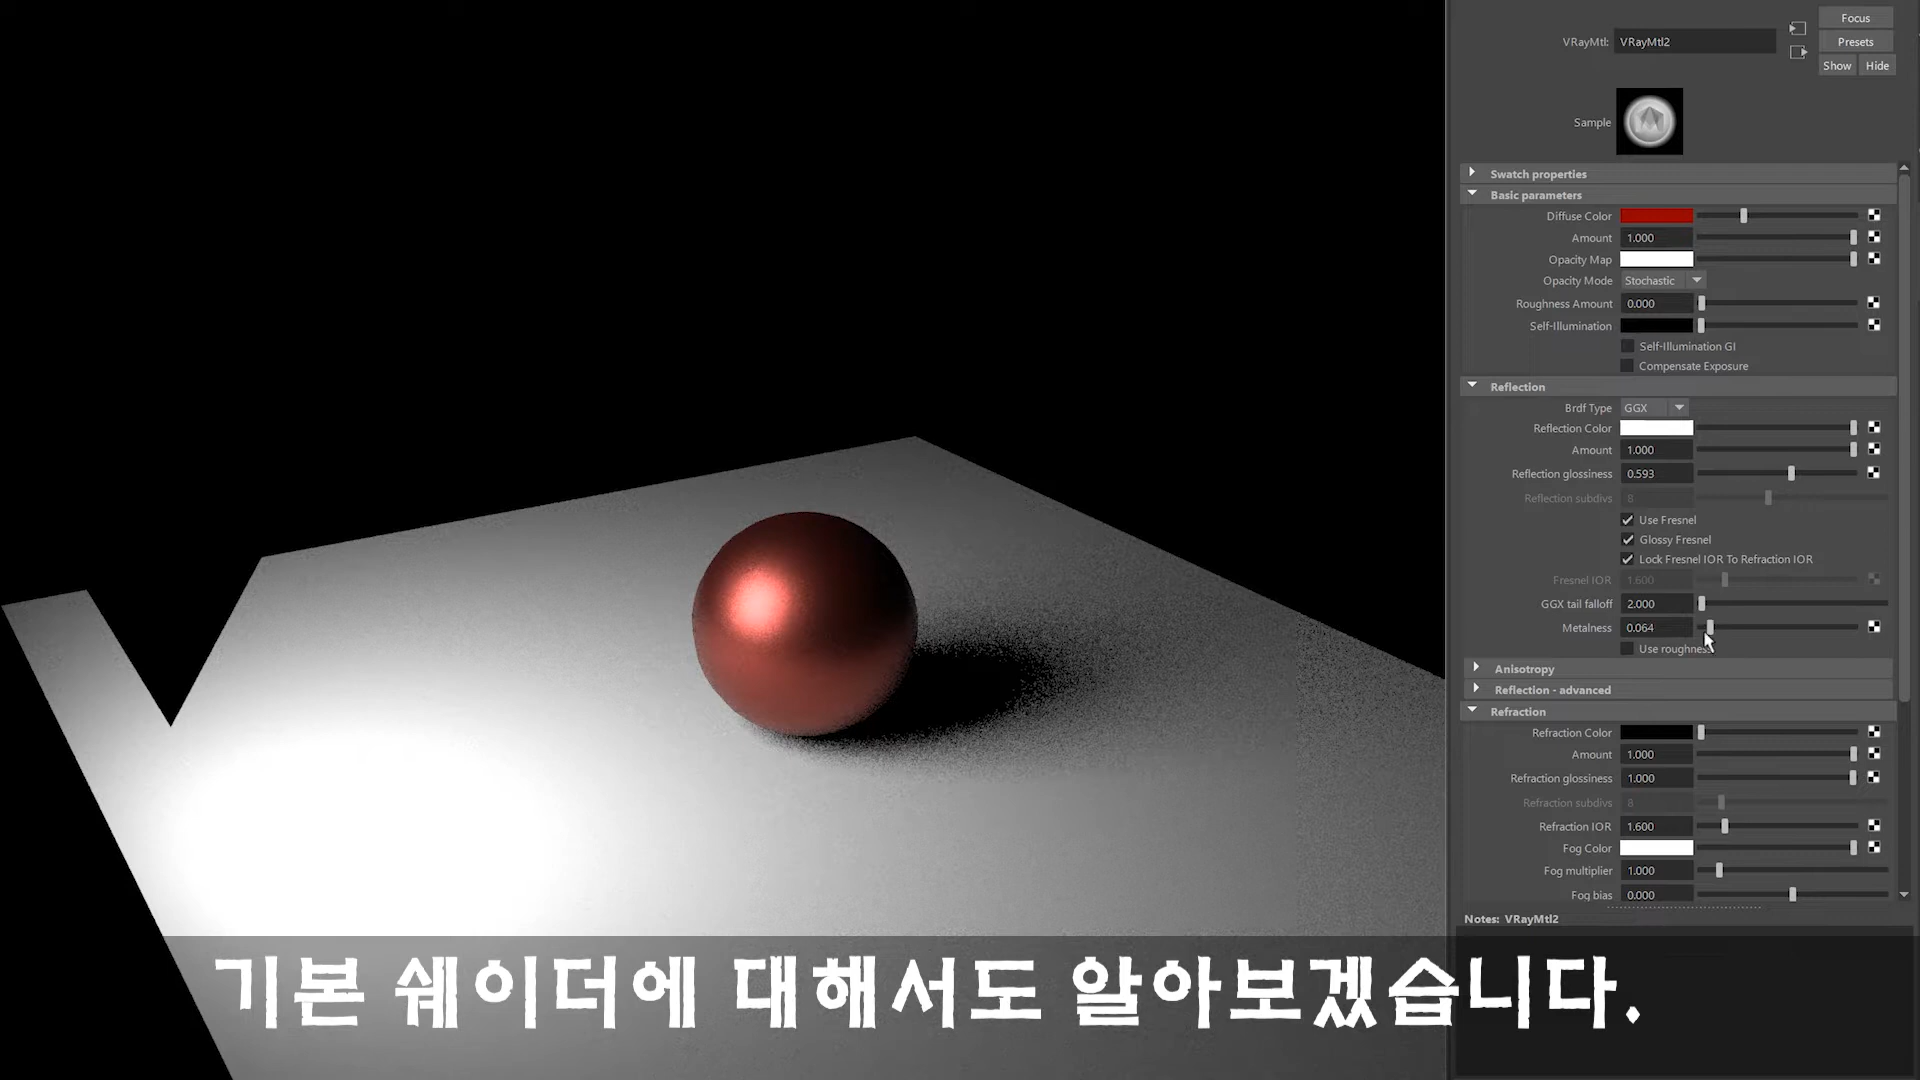 Focus
VRayMtl: VRayMtl2
Presets
Show Hide
Sample
Swatch properties
Basic parameters
Diffuse Color
Amount 1.000
Opacity Map
Opacity Mode Stochastic
Roughness Amount 0.000
Self-Illumination
Self-Illumination GI
Compensate Exposure
Reflection
Brdf Type GGX
Reflection Color
Amount 1.000
Reflection glossiness 0.593
Reflection subdivs 8
Use Fresnel
Glossy Fresnel
Lock Fresnel IOR To Refraction IOR
Fresnel IOR 1.600
GGX tail falloff 2.000
Metalness 0.064
Use roughness
Anisotropy
Reflection - advanced
Refraction
Refraction Color
Amount 1.000
Refraction glossiness 1.000
Refraction subdivs 8
Refraction IOR 1.600
Fog Color
Fog multiplier 1.000
Fog bias 0.000
Notes: VRayMtl2
기본 쉐이더에 대해서도 알아보겠습니다.